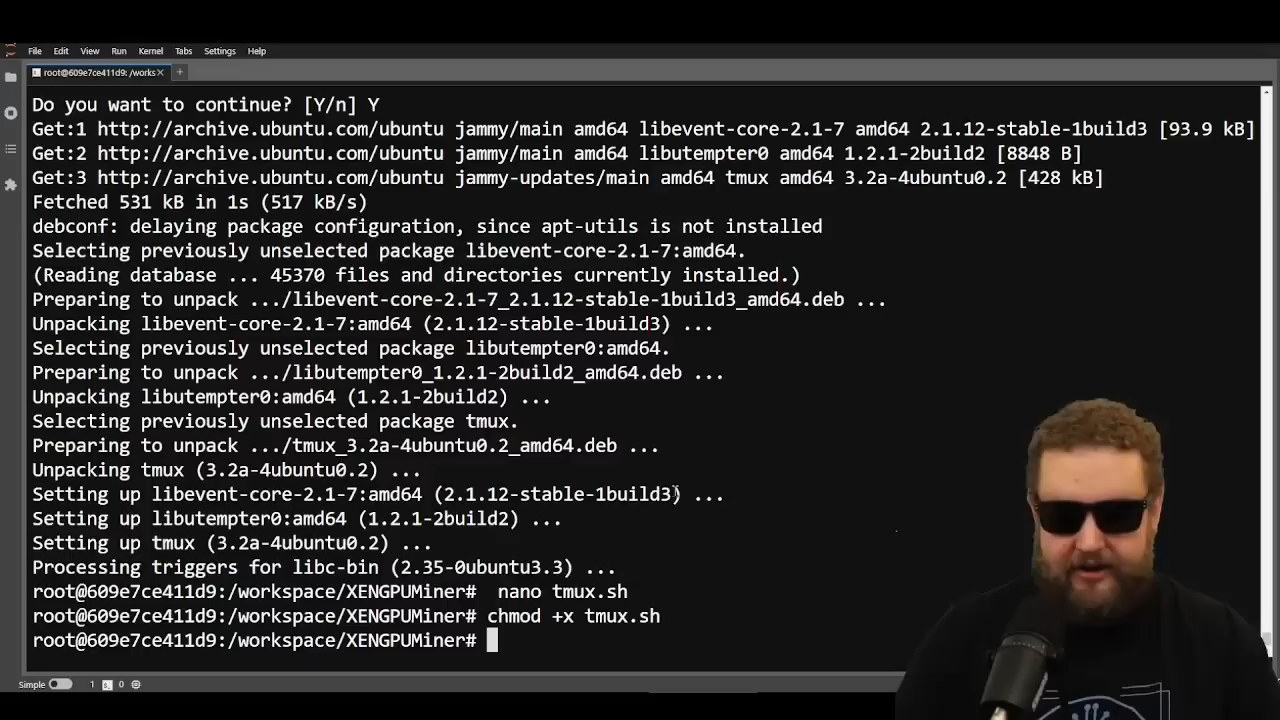 File Edit View Run Kernel Tabs Settings Help
root@609e7ce411d9: /works × +
Do you want to continue? [Y/n] Y
Get:1 http://archive.ubuntu.com/ubuntu jammy/main amd64 libevent-core-2.1-7 amd64 2.1.12-stable-1build3 [93.9 kB]
Get:2 http://archive.ubuntu.com/ubuntu jammy/main amd64 libutempter0 amd64 1.2.1-2build2 [8848 B]
Get:3 http://archive.ubuntu.com/ubuntu jammy-updates/main amd64 tmux amd64 3.2a-4ubuntu0.2 [428 kB]
Fetched 531 kB in 1s (517 kB/s)
debconf: delaying package configuration, since apt-utils is not installed
Selecting previously unselected package libevent-core-2.1-7:amd64.
(Reading database ... 45370 files and directories currently installed.)
Preparing to unpack .../libevent-core-2.1-7_2.1.12-stable-1build3_amd64.deb ...
Unpacking libevent-core-2.1-7:amd64 (2.1.12-stable-1build3) ...
Selecting previously unselected package libutempter0:amd64.
Preparing to unpack .../libutempter0_1.2.1-2build2_amd64.deb ...
Unpacking libutempter0:amd64 (1.2.1-2build2) ...
Selecting previously unselected package tmux.
Preparing to unpack .../tmux_3.2a-4ubuntu0.2_amd64.deb ...
Unpacking tmux (3.2a-4ubuntu0.2) ...
Setting up libevent-core-2.1-7:amd64 (2.1.12-stable-1build3) ...
Setting up libutempter0:amd64 (1.2.1-2build2) ...
Setting up tmux (3.2a-4ubuntu0.2) ...
Processing triggers for libc-bin (2.35-0ubuntu3.3) ...
root@609e7ce411d9:/workspace/XENGPUMiner#  nano tmux.sh
root@609e7ce411d9:/workspace/XENGPUMiner# chmod +x tmux.sh
root@609e7ce411d9:/workspace/XENGPUMiner#
Simple 1 0